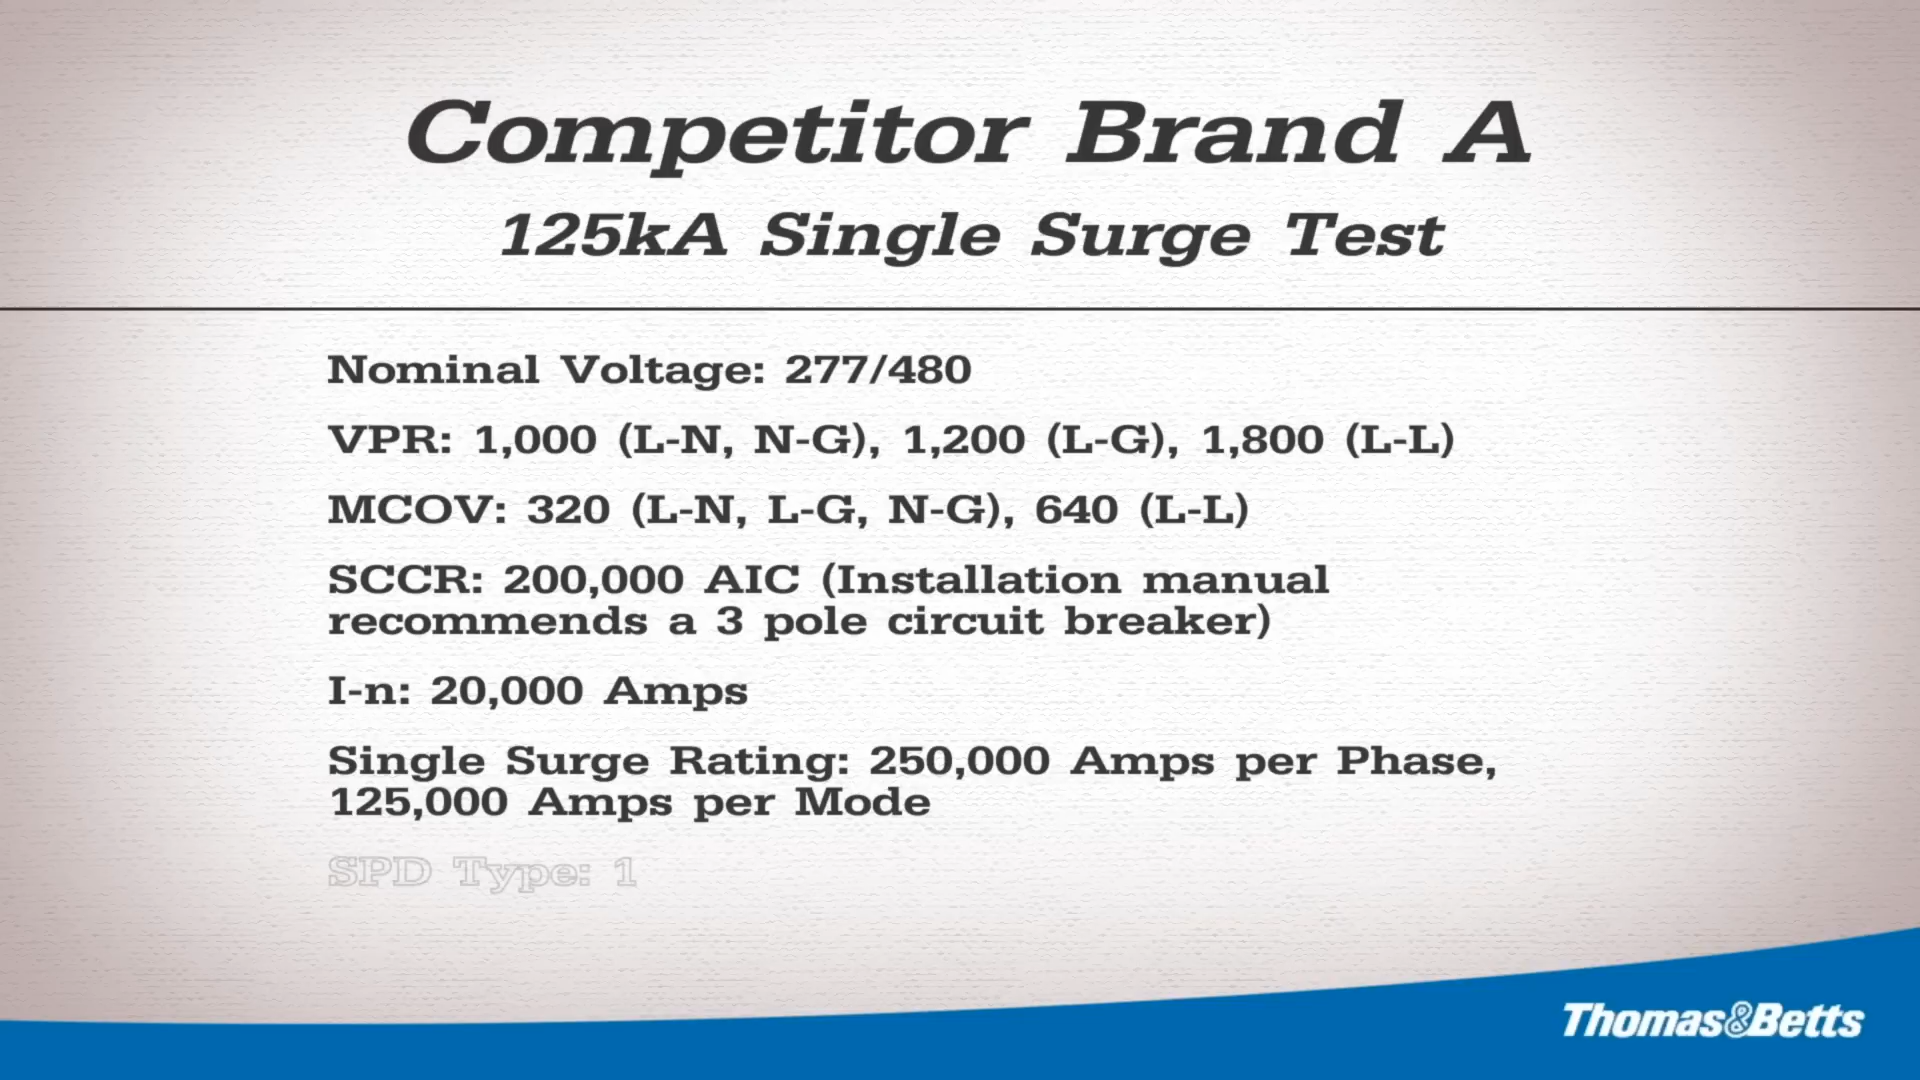 Competitor Brand A
125kA Single Surge Test
Nominal Voltage: 277/480
VPR: 1,000 (L-N, N-G), 1,200 (L-G), 1,800 (L-L)
MCOV: 320 (L-N, L-G, N-G), 640 (L-L)
SCCR: 200,000 AIC (Installation manual
recommends a 3 pole circuit breaker)
I-n: 20,000 Amps
Single Surge Rating: 250,000 Amps per Phase,
125,000 Amps per Mode
SPD Type: 1
Thomas&Betts